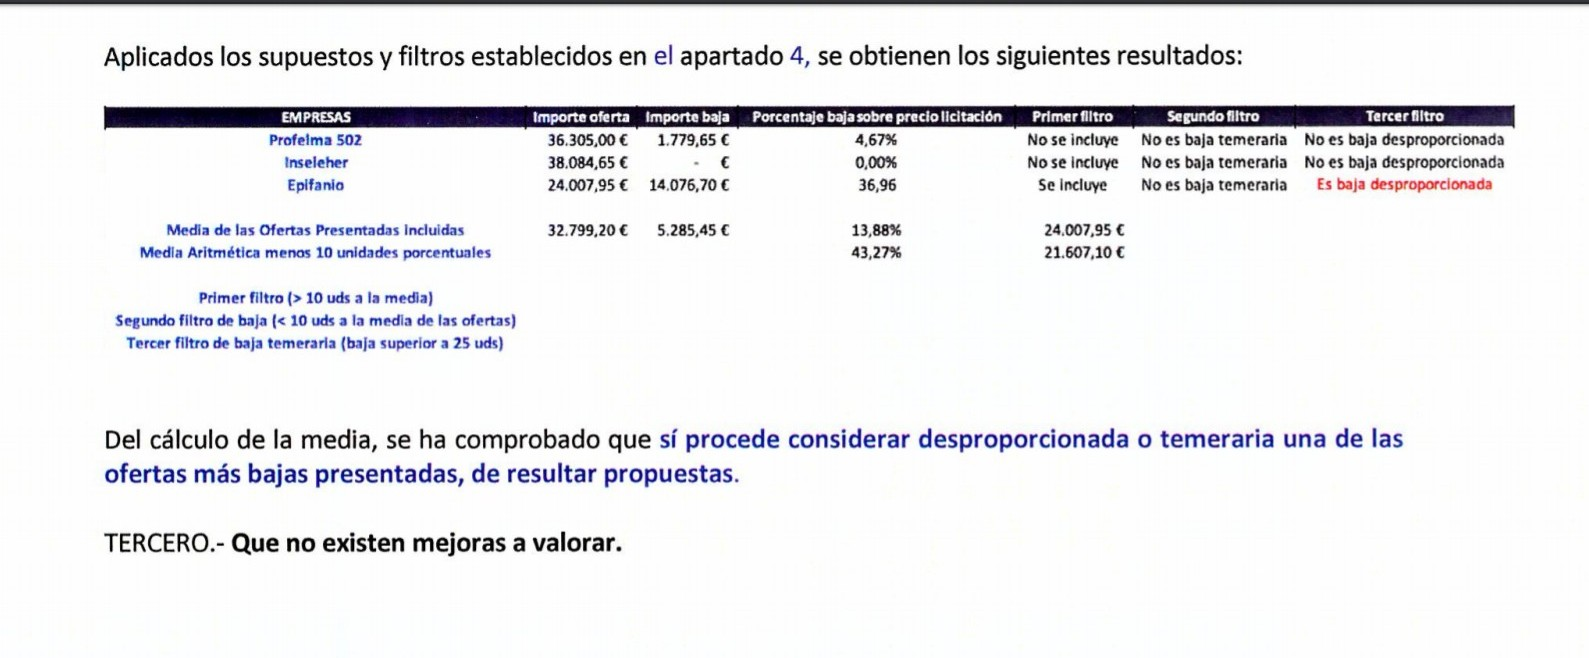 Aplicados los supuestos y filtros establecidos en el apartado 4, se obtienen los siguientes resultados:
EMPRESAS Importe oferta Importe baja Porcentaje baja sobre precio licitación Primer filtro Segundo filtro Tercer filtro
Profelma 502 36.305,00 € 1.779,65 € 4,67% No se incluye No es baja temeraria No es baja desproporcionada
Inseleher 38.084,65 € - € 0,00% No se incluye No es baja temeraria No es baja desproporcionada
Epifanio 24.007,95 € 14.076,70 € 36,96 Se incluye No es baja temeraria Es baja desproporcionada
Media de las Ofertas Presentadas Incluidas 32.799,20 € 5.285,45 € 13,88% 24.007,95 €
Media Aritmética menos 10 unidades porcentuales 43,27% 21.607,10 €
Primer filtro (> 10 uds a la media)
Segundo filtro de baja (< 10 uds a la media de las ofertas)
Tercer filtro de baja temeraria (baja superior a 25 uds)
Del cálculo de la media, se ha comprobado que sí procede considerar desproporcionada o temeraria una de las
ofertas más bajas presentadas, de resultar propuestas.
TERCERO.- Que no existen mejoras a valorar.